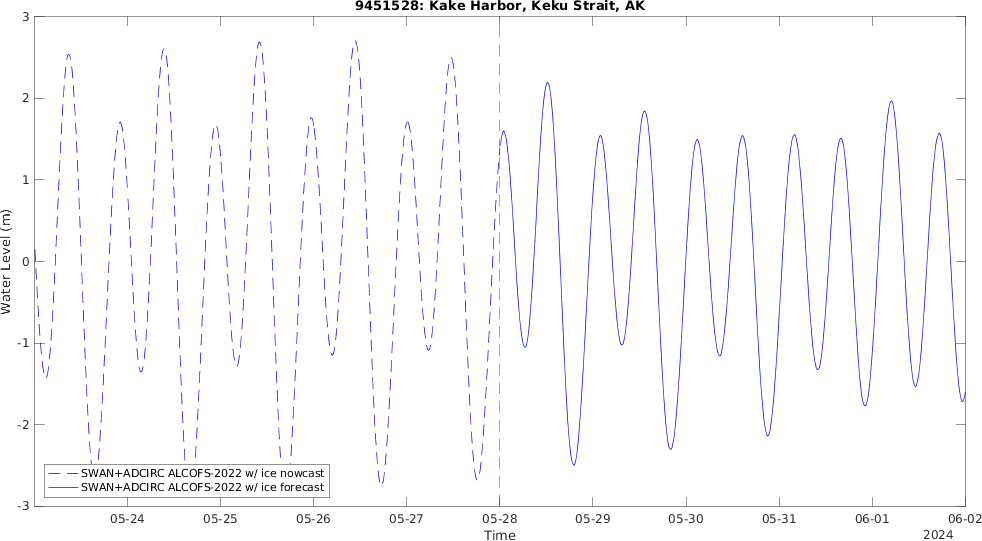 9451528: Kake Harbor, Keku Strait, AK
3
2
1
0
-1
-2
-3
Water Level (m)
SWAN+ADCIRC ALCOFS-2022 w/ ice nowcast
SWAN+ADCIRC ALCOFS-2022 w/ ice forecast
05-24 05-25 05-26 05-27 05-28 05-29 05-30 05-31 06-01 06-02
Time
2024